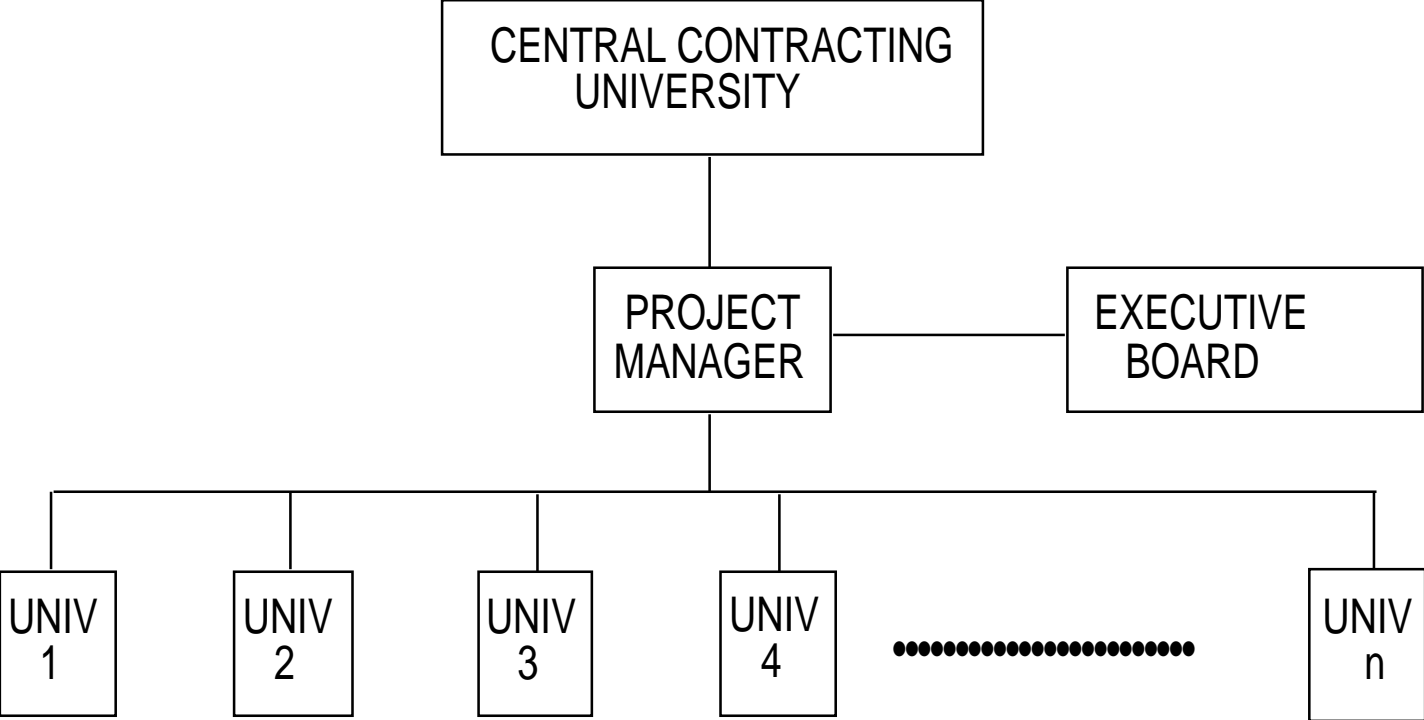 CENTRAL CONTRACTING
UNIVERSITY
PROJECT
MANAGER
EXECUTIVE
BOARD
UNIV
1
UNIV
2
UNIV
3
UNIV
4
UNIV
n